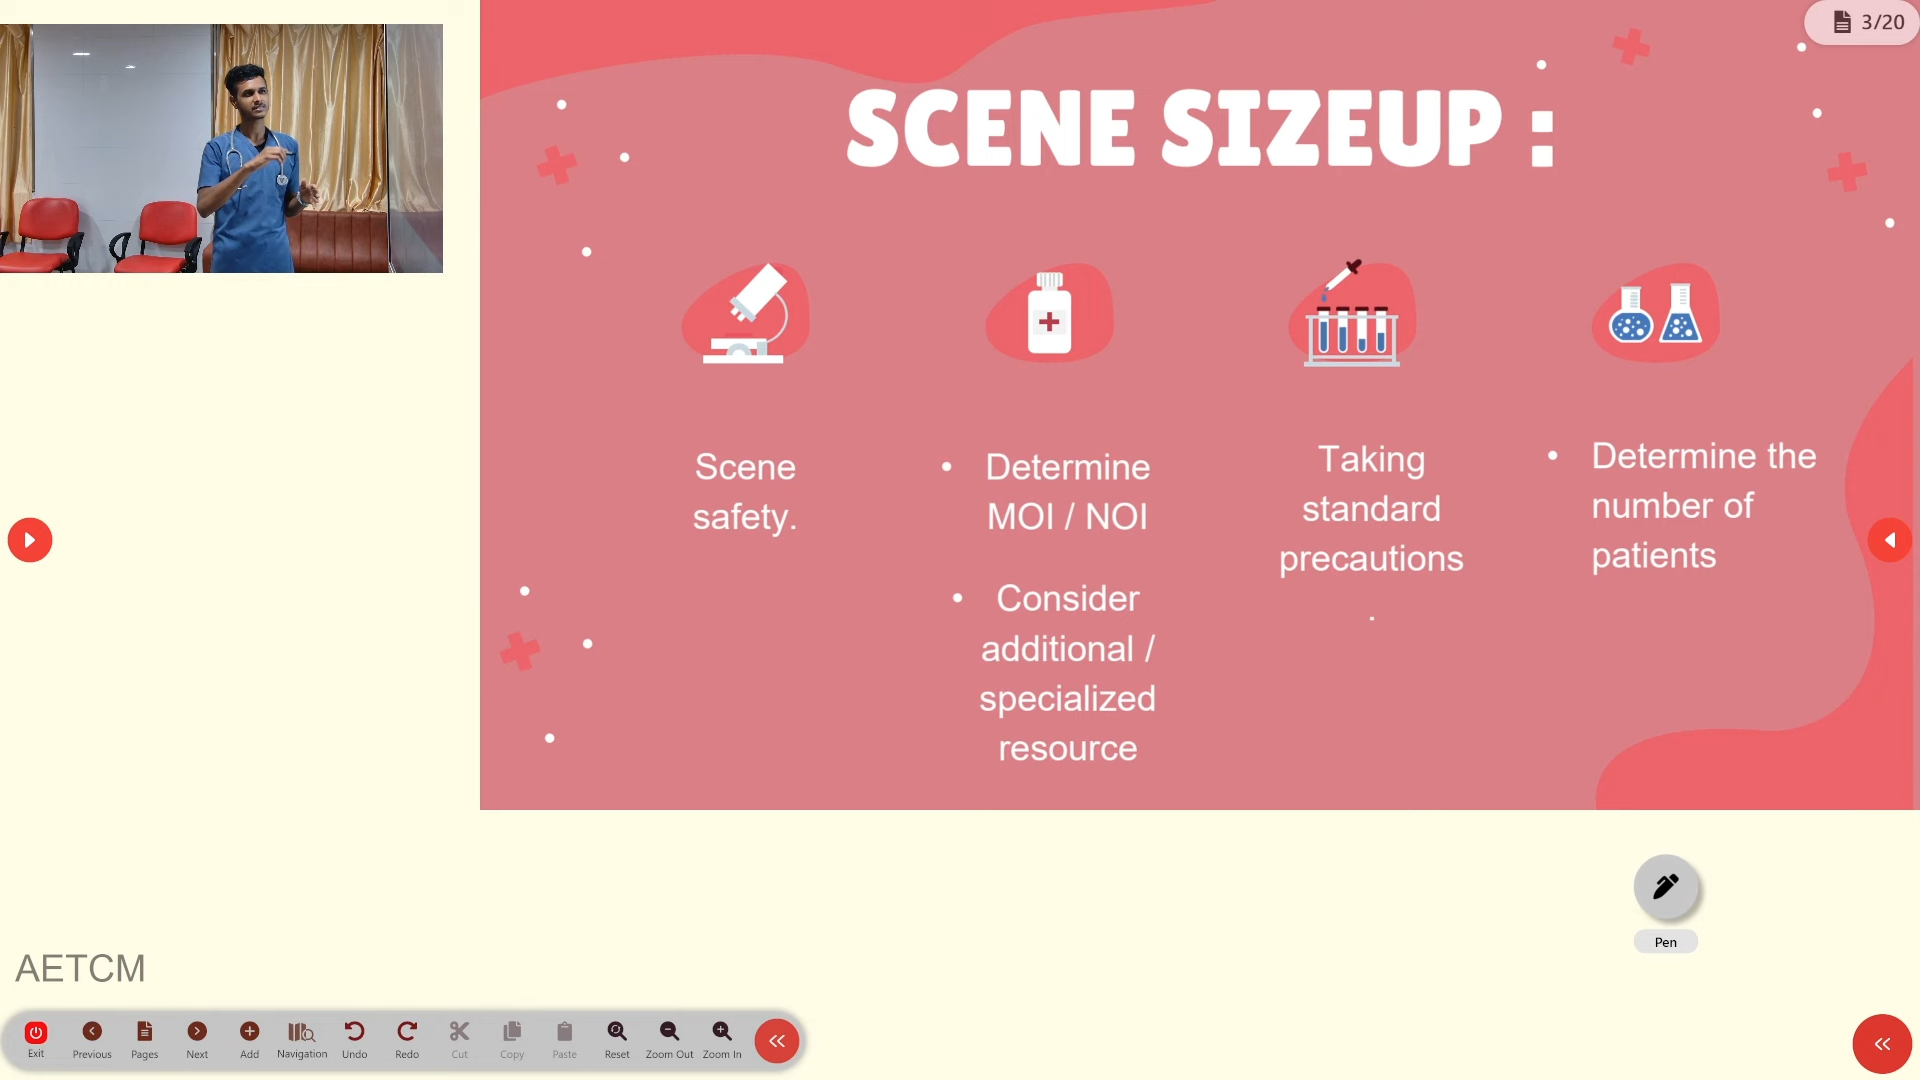 3/20
SCENE SIZEUP :
Scene
safety.
• Determine
MOI / NOI
• Consider
additional /
specialized
resource
Taking
standard
precautions
.
• Determine the
number of
patients
Pen
AETCM
Exit
Previous
Pages
Next
Add
Navigation
Undo
Redo
Cut
Copy
Paste
Reset
Zoom Out
Zoom In